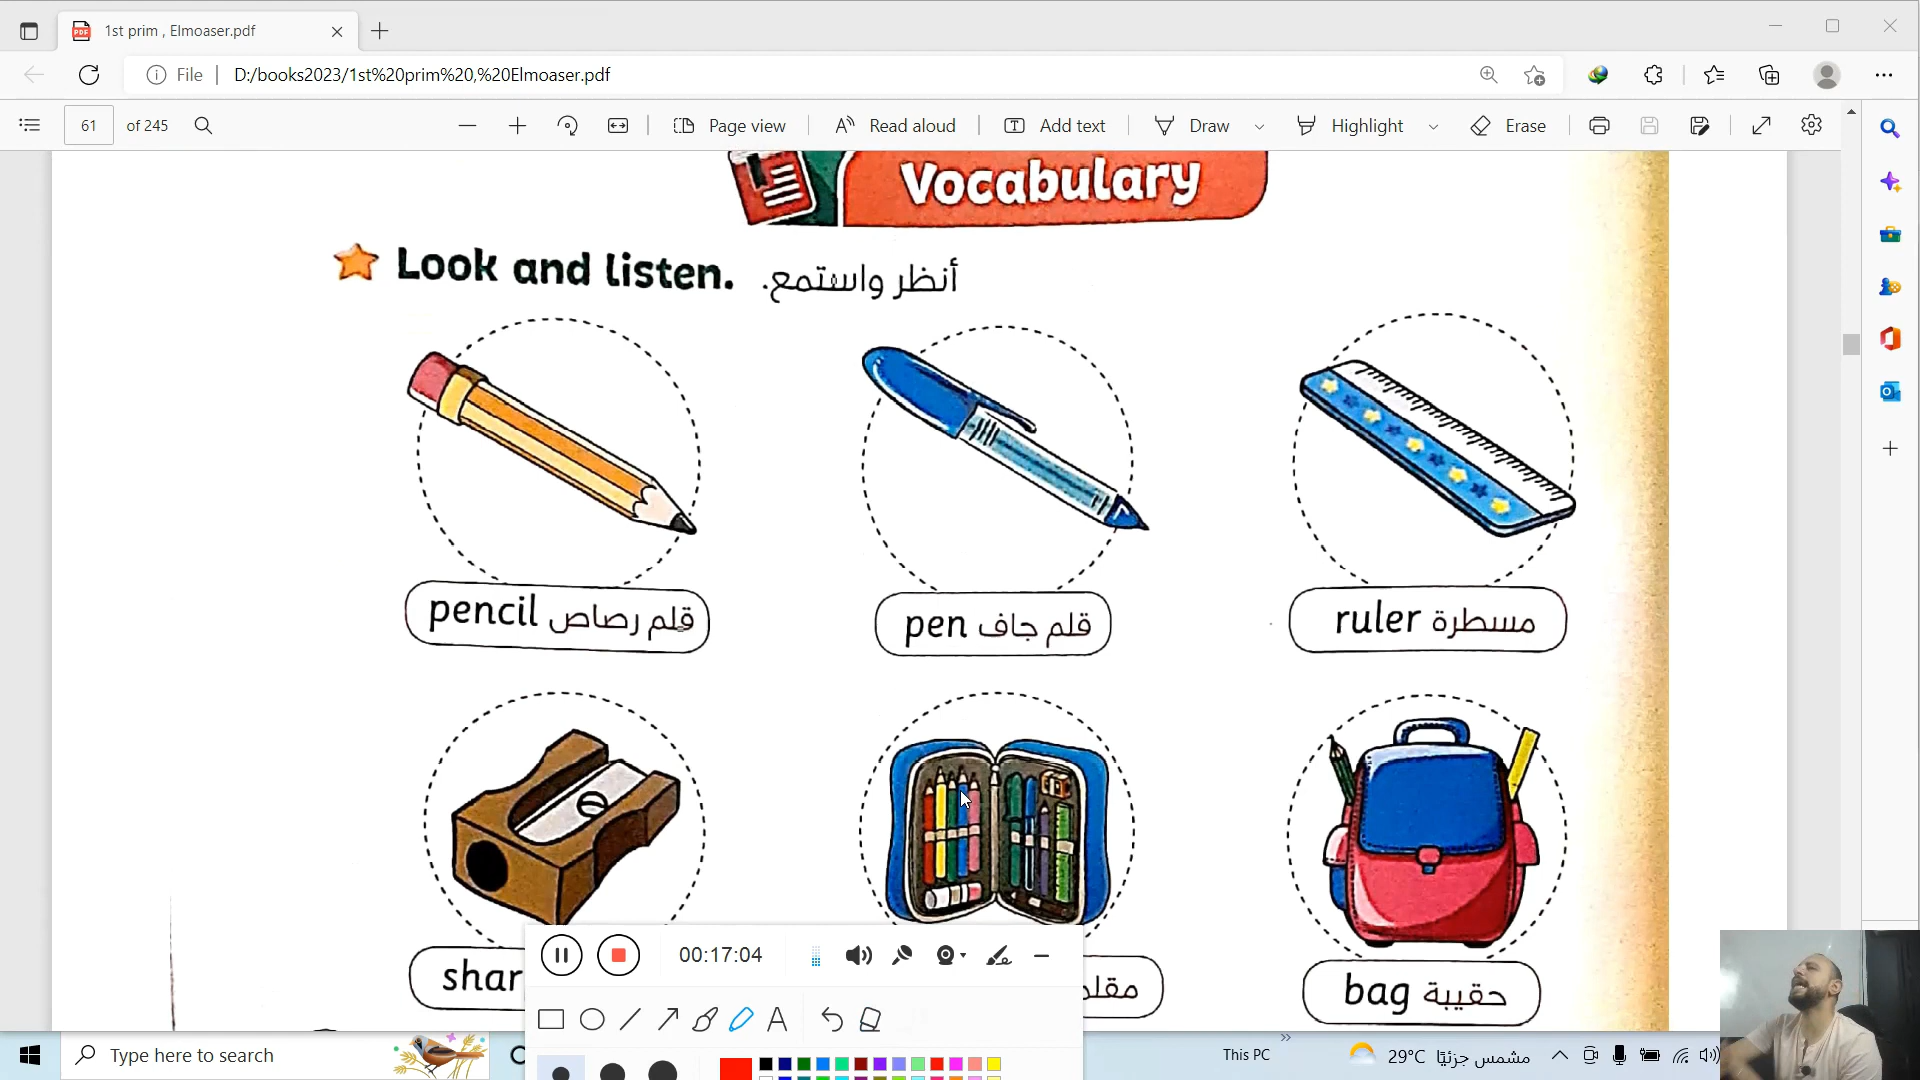 1st prim , Elmoaser.pdf
File
D:/books2023/1st%20prim%20,%20Elmoaser.pdf
61 of 245
Page view
Read aloud
Add text
Draw
Highlight
Erase
Vocabulary
Look and listen. أنظر واستمع.
pencil قلم رصاص
pen قلم جاف
ruler مسطرة
shar
مقلم
bag حقيبة
00:17:04
Type here to search
This PC
29°C مشمس جزئيًا